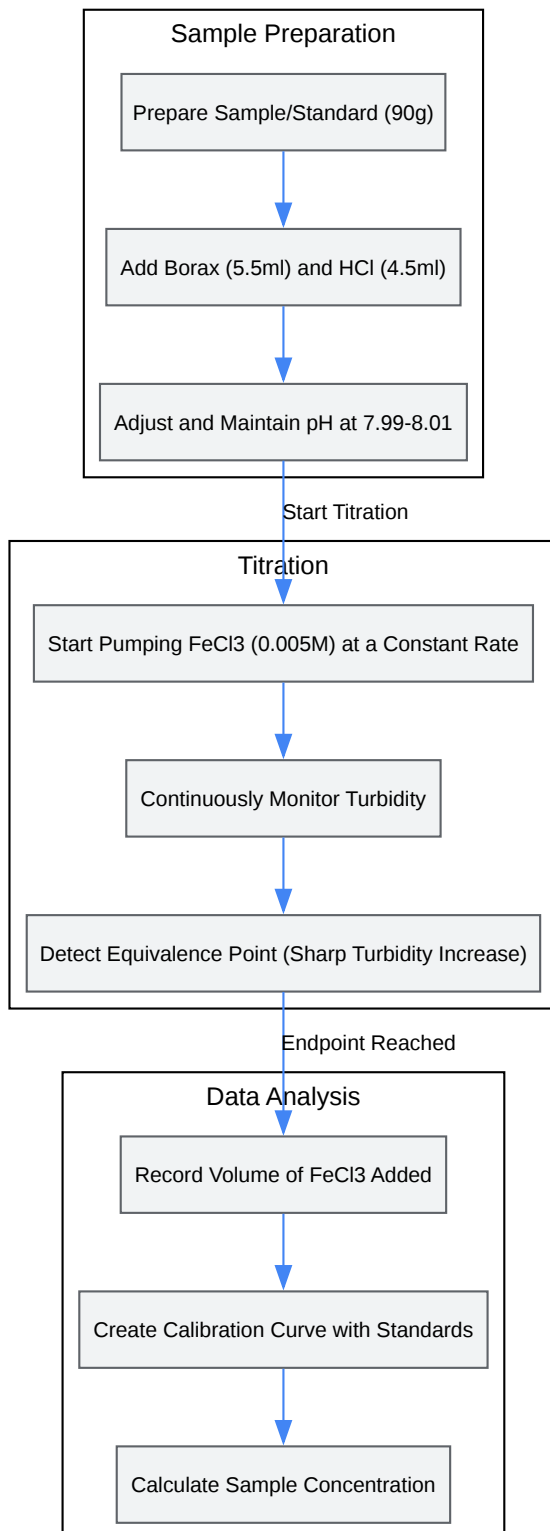 Sample Preparation
Prepare Sample/Standard (90g)
Add Borax (5.5ml) and HCl (4.5ml)
Adjust and Maintain pH at 7.99-8.01
Start Titration
Titration
Start Pumping FeCl3 (0.005M) at a Constant Rate
Continuously Monitor Turbidity
Detect Equivalence Point (Sharp Turbidity Increase)
Endpoint Reached
Data Analysis
Record Volume of FeCl3 Added
Create Calibration Curve with Standards
Calculate Sample Concentration